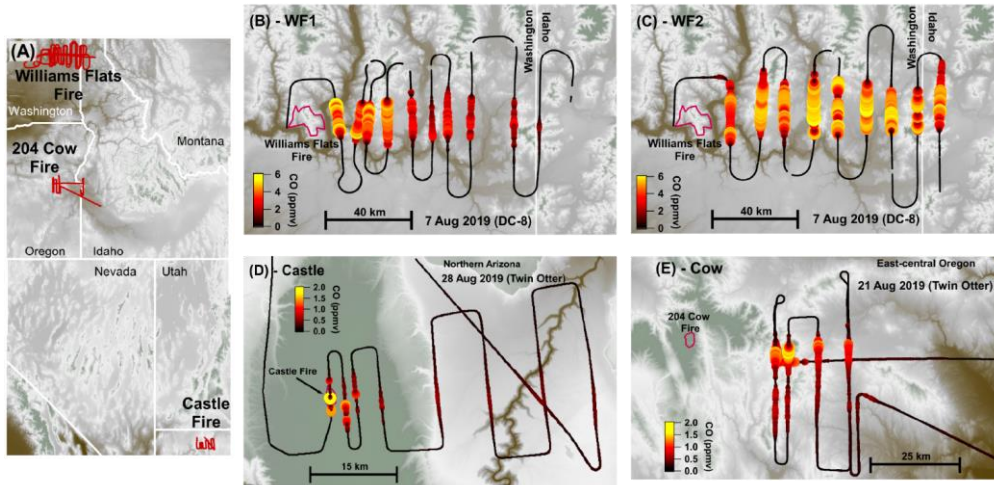 (A)
Williams Flats
Fire
Washington
Montana
204 Cow
Fire
Oregon
Idaho
Nevada
Utah
Castle
Fire
(B) - WF1
Washington
Idaho
Williams Flats
Fire
6
4
2
0
CO (ppmv)
40 km
7 Aug 2019 (DC-8)
(C) - WF2
Washington
Idaho
Williams Flats
Fire
6
4
2
0
CO (ppmv)
40 km
7 Aug 2019 (DC-8)
(D) - Castle
Northern Arizona
28 Aug 2019 (Twin Otter)
2.0
1.5
1.0
0.5
0.0
CO (ppmv)
Castle Fire
15 km
(E) - Cow
East-central Oregon
21 Aug 2019 (Twin Otter)
204 Cow
Fire
2.0
1.5
1.0
0.5
0.0
CO (ppmv)
25 km